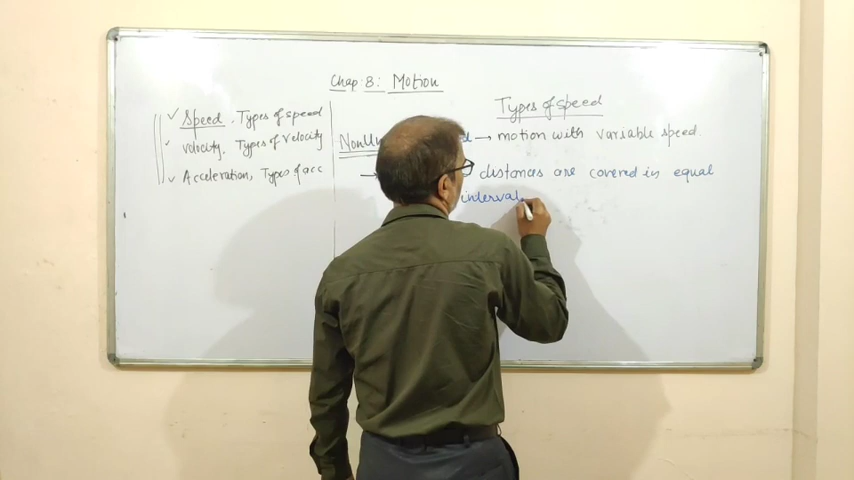 Chap: 8: Motion
✓ Speed. Types of speed
✓ Velocity. Types of Velocity
✓ Acceleration, Types of acc
Types of speed
→ motion with variable speed.
→ distances are covered in equal
interval